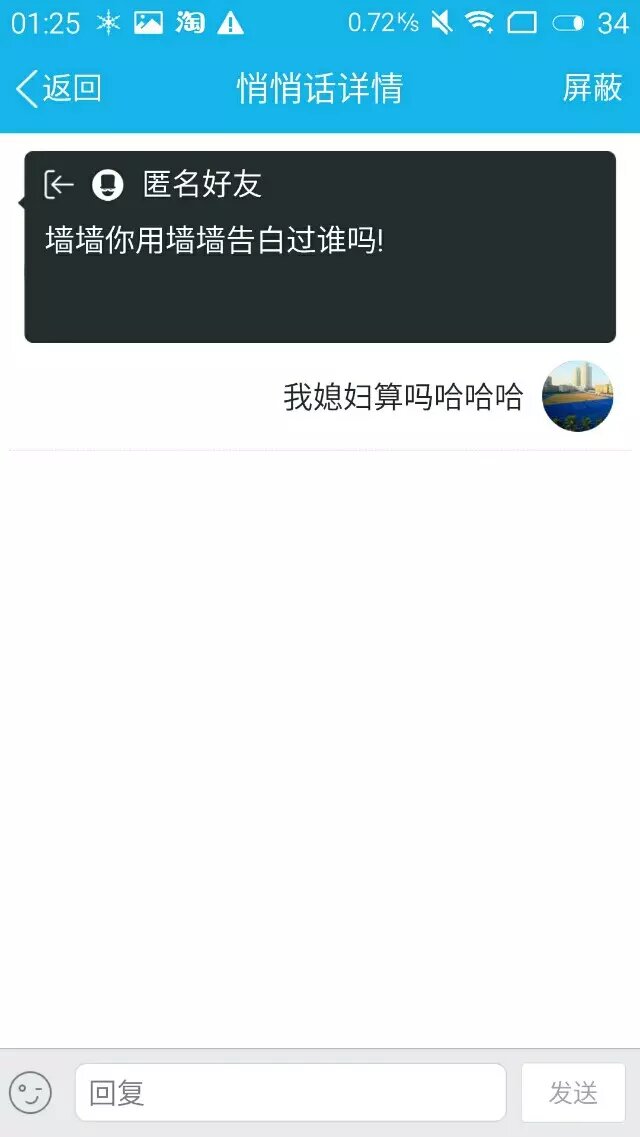 01:25 淘 0.72K/s 34
返回 悄悄话详情 屏蔽
匿名好友
墙墙你用墙墙告白过谁吗!
我媳妇算吗哈哈哈
回复 发送